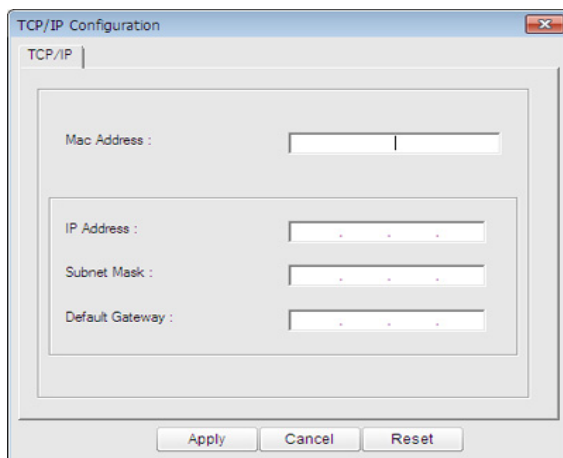 TCP/IP Configuration
TCP/IP
Mac Address :
IP Address : . . .
Subnet Mask : . . .
Default Gateway : . . .
Apply Cancel Reset